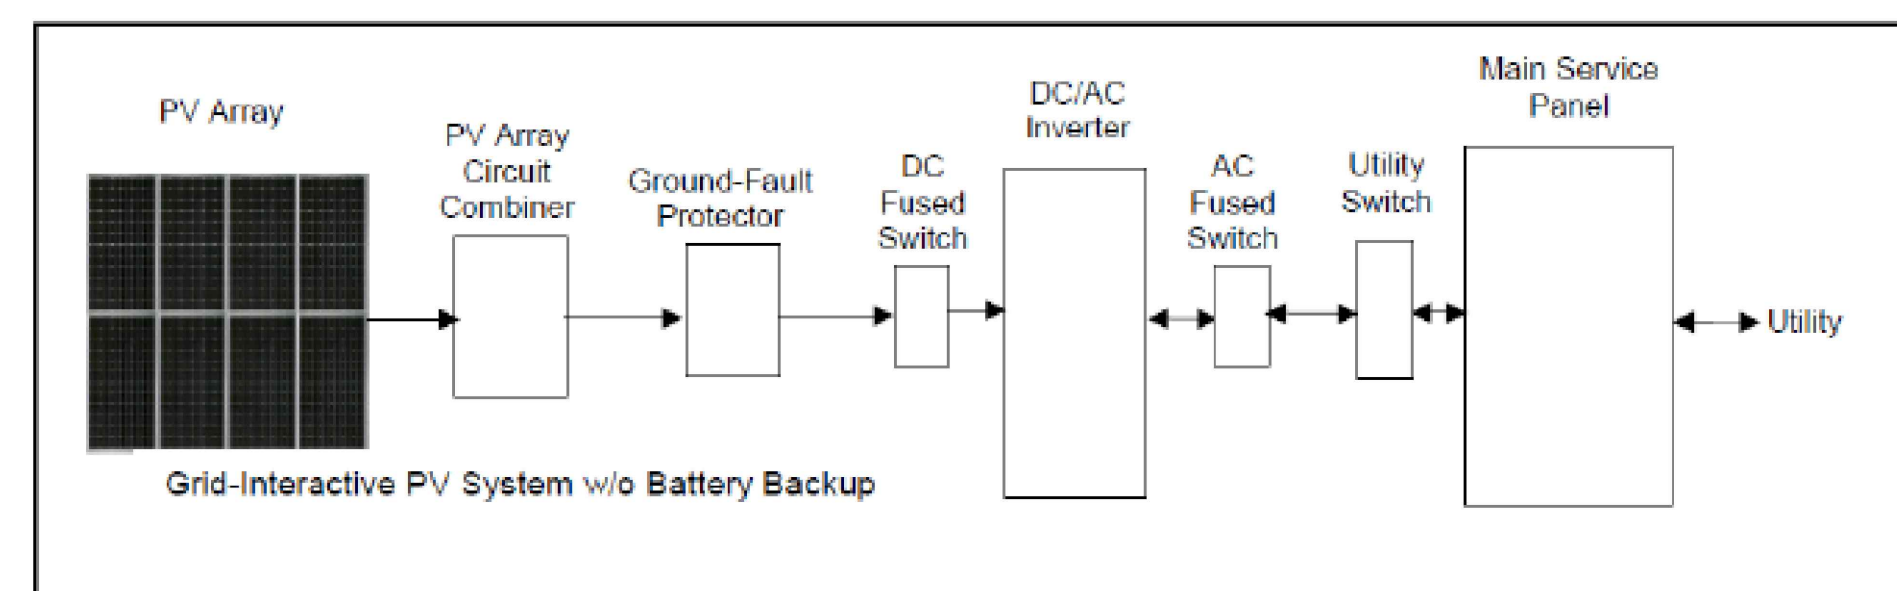 PV Array
PV Array
Circuit
Combiner
Ground-Fault
Protector
DC
Fused
Switch
DC/AC
Inverter
AC
Fused
Switch
Utility
Switch
Main Service
Panel
Utility
Grid-Interactive PV System w/o Battery Backup